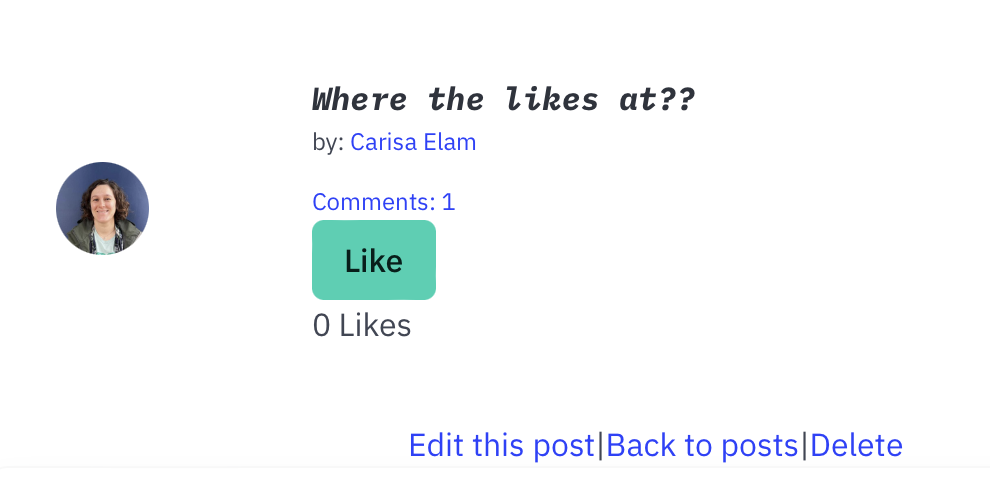 Where the likes at??
by: Carisa Elam
Comments: 1
Like
0 Likes
Edit this post|Back to posts|Delete